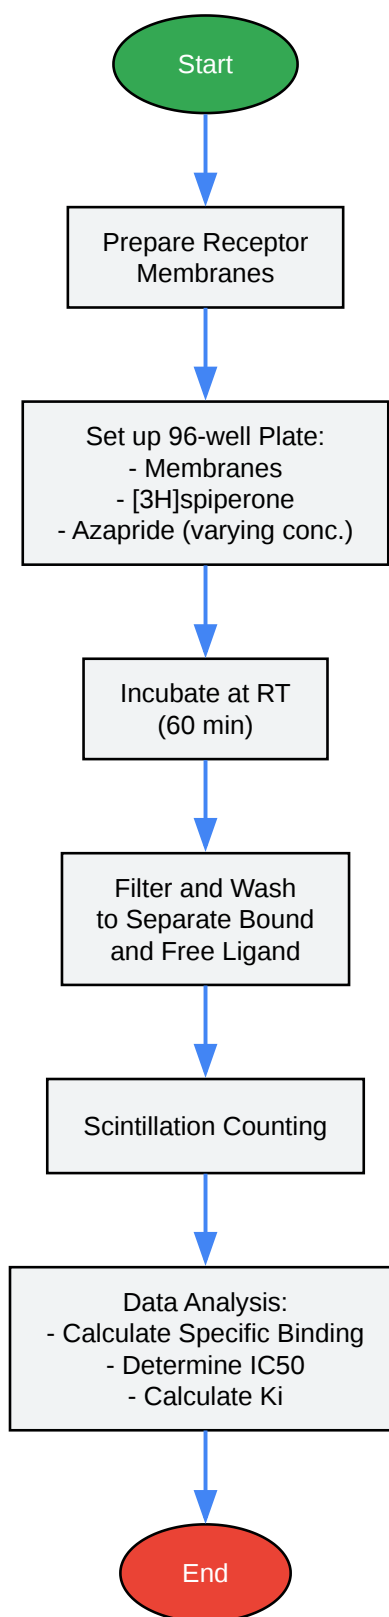 Start
Prepare Receptor
Membranes
Set up 96-well Plate:
- Membranes
- [3H]spiperone
- Azapride (varying conc.)
Incubate at RT
(60 min)
Filter and Wash
to Separate Bound
and Free Ligand
Scintillation Counting
Data Analysis:
- Calculate Specific Binding
- Determine IC50
- Calculate Ki
End